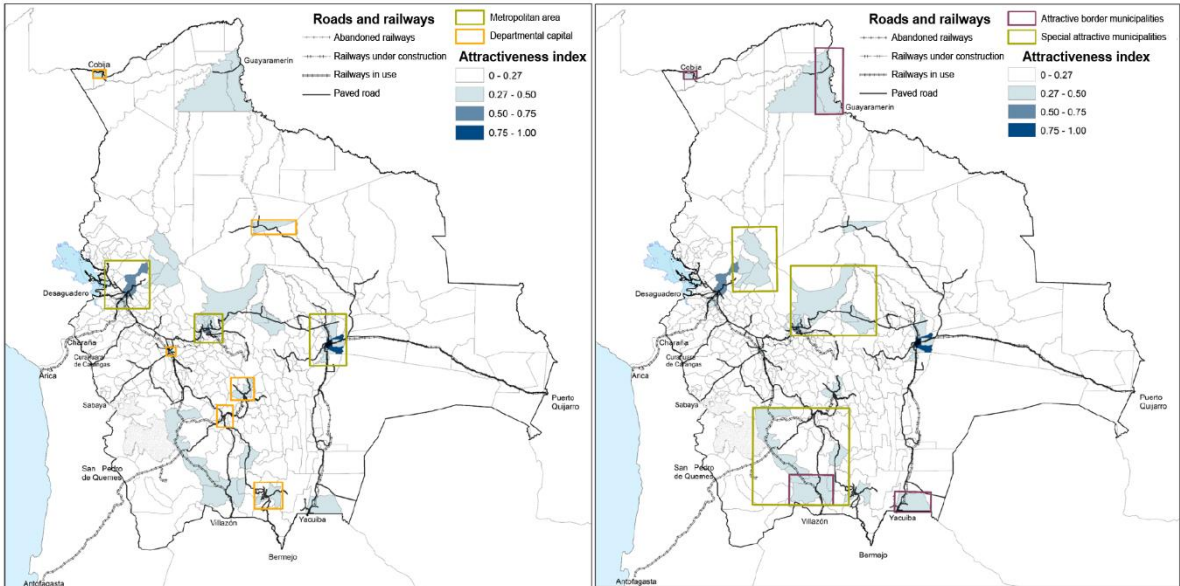 Roads and railways
Abandoned railways
Railways under construction
Railways in use
Paved road
Metropolitan area
Departmental capital
Attractiveness index
0 - 0.27
0.27 - 0.50
0.50 - 0.75
0.75 - 1.00
Cobija
Guayaramerín
Desaguadero
Charaña
Arica
Curahuara
de Carangas
Sabaya
San Pedro
de Quemes
Puerto
Quijarro
Villazón
Yacuiba
Bermejo
Antofagasta
Roads and railways
Abandoned railways
Railways under construction
Railways in use
Paved road
Attractive border municipalities
Special attractive municipalities
Attractiveness index
0 - 0.27
0.27 - 0.50
0.50 - 0.75
0.75 - 1.00
Cobija
Guayaramerín
Desaguadero
Charaña
Arica
Curahuara
de Carangas
Sabaya
San Pedro
de Quemes
Puerto
Quijarro
Villazón
Yacuiba
Bermejo
Antofagasta